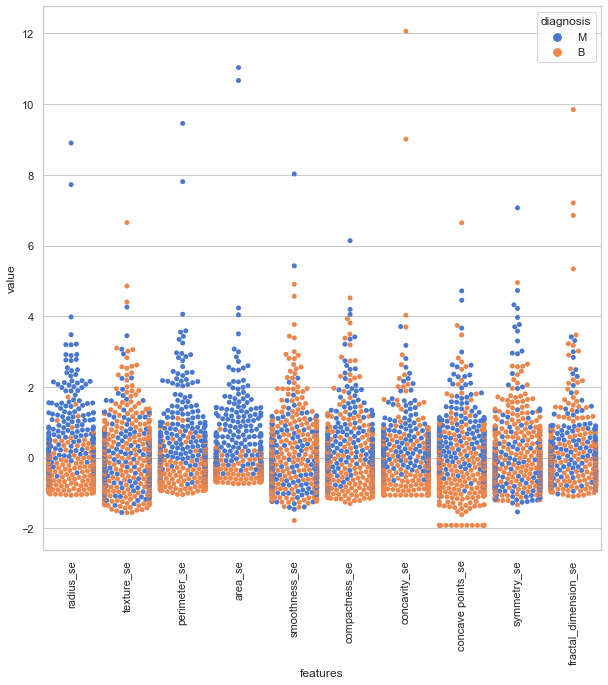 diagnosis
M
B
12
10
8
6
4
2
0
−2
value
radius_se
texture_se
perimeter_se
area_se
smoothness_se
compactness_se
concavity_se
concave points_se
symmetry_se
fractal_dimension_se
features